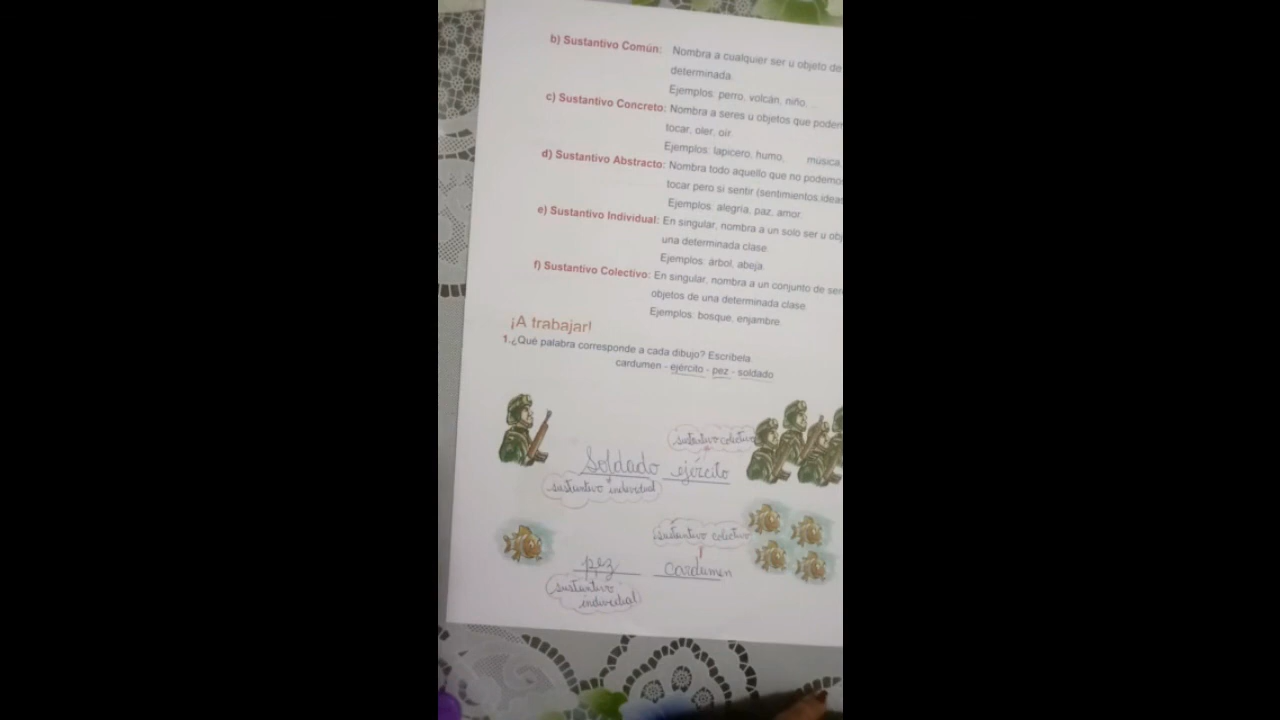 b) Sustantivo Común: Nombra a cualquier ser u objeto de
determinada.
Ejemplos: perro, volcán, niño, ...
c) Sustantivo Concreto: Nombra a seres u objetos que podem
tocar, oler, oír.
Ejemplos: lapicero, humo, música,
d) Sustantivo Abstracto: Nombra todo aquello que no podemo
tocar pero si sentir (sentimientos,ideas
Ejemplos: alegría, paz, amor.
e) Sustantivo Individual: En singular, nombra a un solo ser u obj
una determinada clase.
Ejemplos: árbol, abeja.
f) Sustantivo Colectivo: En singular, nombra a un conjunto de ser
objetos de una determinada clase.
Ejemplos: bosque, enjambre.
¡A trabajar!
1.¿Qué palabra corresponde a cada dibujo? Escríbela.
cardumen - ejército - pez - soldado
sustantivo colectivo
Soldado ejército
sustantivo individual
sustantivo colectivo
pez cardumen
sustantivo
individual